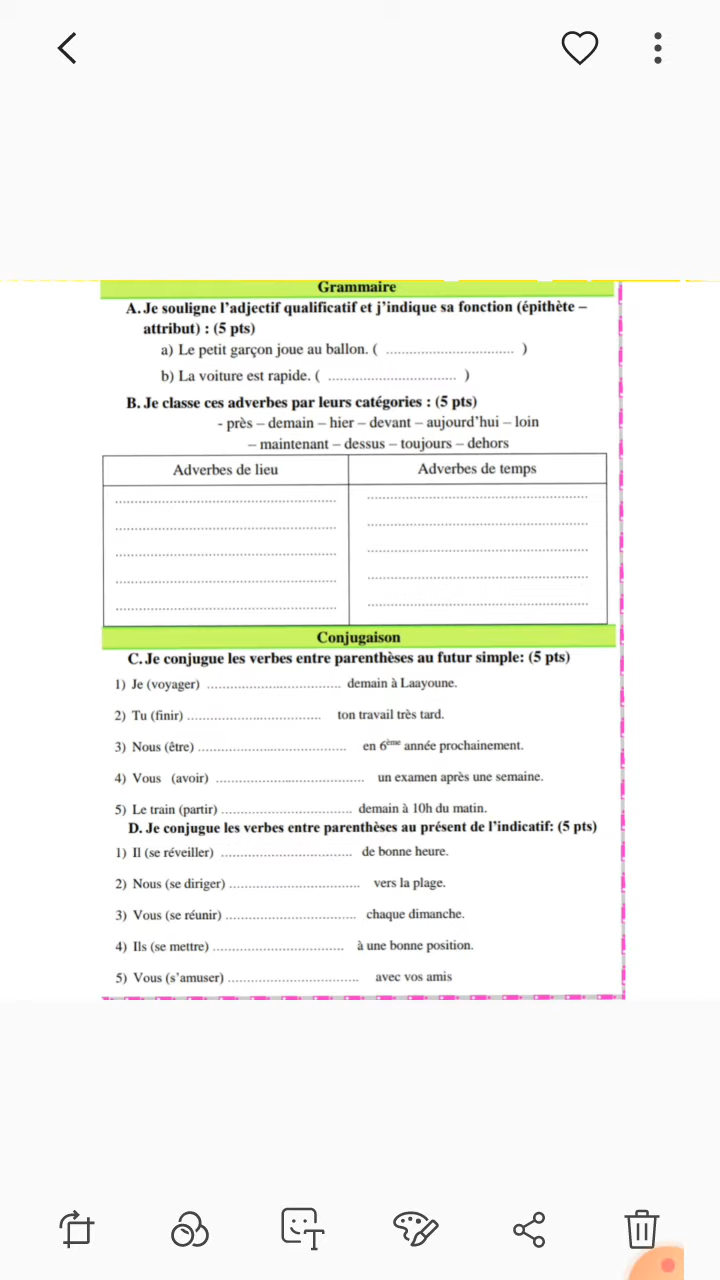 Grammaire
A. Je souligne l'adjectif qualificatif et j'indique sa fonction (épithète –
attribut) : (5 pts)
a) Le petit garçon joue au ballon. ( .................................. )
b) La voiture est rapide. ( .................................. )
B. Je classe ces adverbes par leurs catégories : (5 pts)
- près – demain – hier – devant – aujourd'hui – loin
– maintenant – dessus – toujours – dehors
Adverbes de lieu Adverbes de temps
Conjugaison
C. Je conjugue les verbes entre parenthèses au futur simple: (5 pts)
1) Je (voyager) .................................. demain à Laayoune.
2) Tu (finir) .................................. ton travail très tard.
3) Nous (être) .................................. en 6ème année prochainement.
4) Vous (avoir) .................................. un examen après une semaine.
5) Le train (partir) .................................. demain à 10h du matin.
D. Je conjugue les verbes entre parenthèses au présent de l'indicatif: (5 pts)
1) Il (se réveiller) .................................. de bonne heure.
2) Nous (se diriger) .................................. vers la plage.
3) Vous (se réunir) .................................. chaque dimanche.
4) Ils (se mettre) .................................. à une bonne position.
5) Vous (s'amuser) .................................. avec vos amis